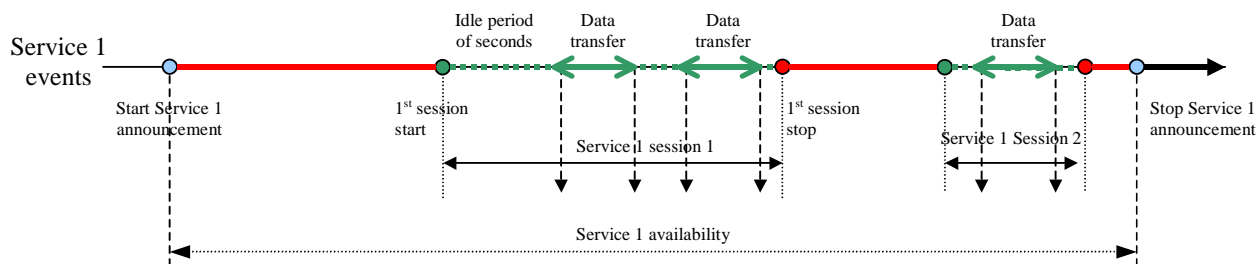 Service 1
events
Idle period
of seconds
Data
transfer
Data
transfer
Data
transfer
Start Service 1
announcement
1st session
start
1st session
stop
Stop Service 1
announcement
Service 1 session 1
Service 1 Session 2
Service 1 availability